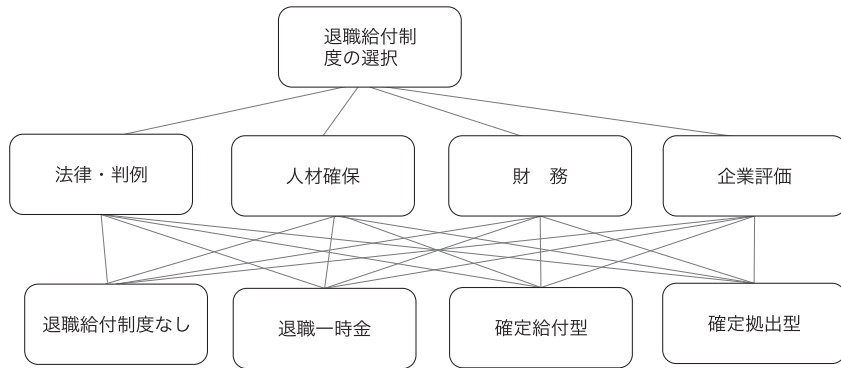 退職給付制
度の選択
法律・判例
人材確保
財　務
企業評価
退職給付制度なし
退職一時金
確定給付型
確定拠出型